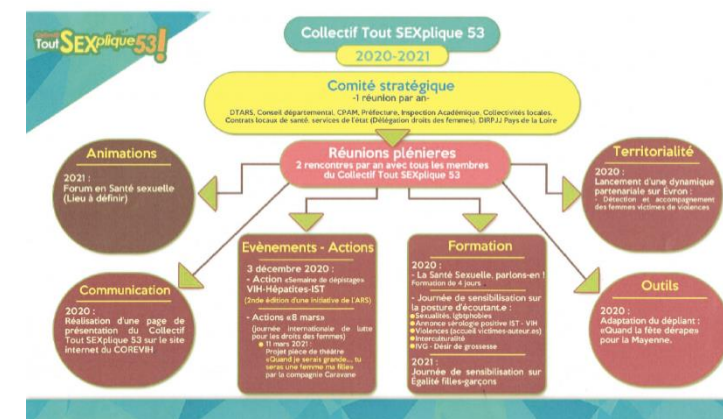 Collectif
Tout SEXplique 53!
Collectif Tout SEXplique 53
2020-2021
Comité stratégique
-1 réunion par an-
DTARS, Conseil départemental, CPAM, Préfecture, Inspection Académique, Collectivités locales,
Contrats locaux de santé: services de l'état (Délégation droits des femmes). DIRPJJ Pays de la Loire
Réunions plénieres
2 rencontres par an avec tous les membres
du Collectif Tout SEXplique 53
Animations
2021 :
Forum en Santé sexuelle
(Lieu à définir)
Territorialité
2020 :
Lancement d'une dynamique
partenariale sur Evron :
- Détection et accompagnement
des femmes victimes de violences
Communication
2020 :
Réalisation d'une page de
présentation du Collectif
Tout SEXplique 53 sur le site
internet du COREVIH
Evènements - Actions
3 décembre 2020 :
- Action «Semaine de dépistage»
VIH-Hépatites-IST
(2nde édition d'une initiative de l'ARS)
- Actions «8 mars»
(journée internationale de lutte
pour les droits des femmes)
11 mars 2021 :
Projet pièce de théâtre
«Quand je serais grande... tu
seras une femme ma fille»
par la compagnie Caravane
Formation
2020 :
- La Santé Sexuelle, parlons-en !
Formation de 4 jours
- Journée de sensibilisation sur
la posture d'écoutant.e :
Sexualités, lgbtphobies
Annonce sérologie positive IST - VIH
Violences (accueil victimes-auteur.es)
Interculturalité
IVG - Désir de grossesse
2021 :
Journée de sensibilisation sur
Égalité filles-garçons
Outils
2020 :
Adaptation du dépliant :
«Quand la fête dérape»
pour la Mayenne.